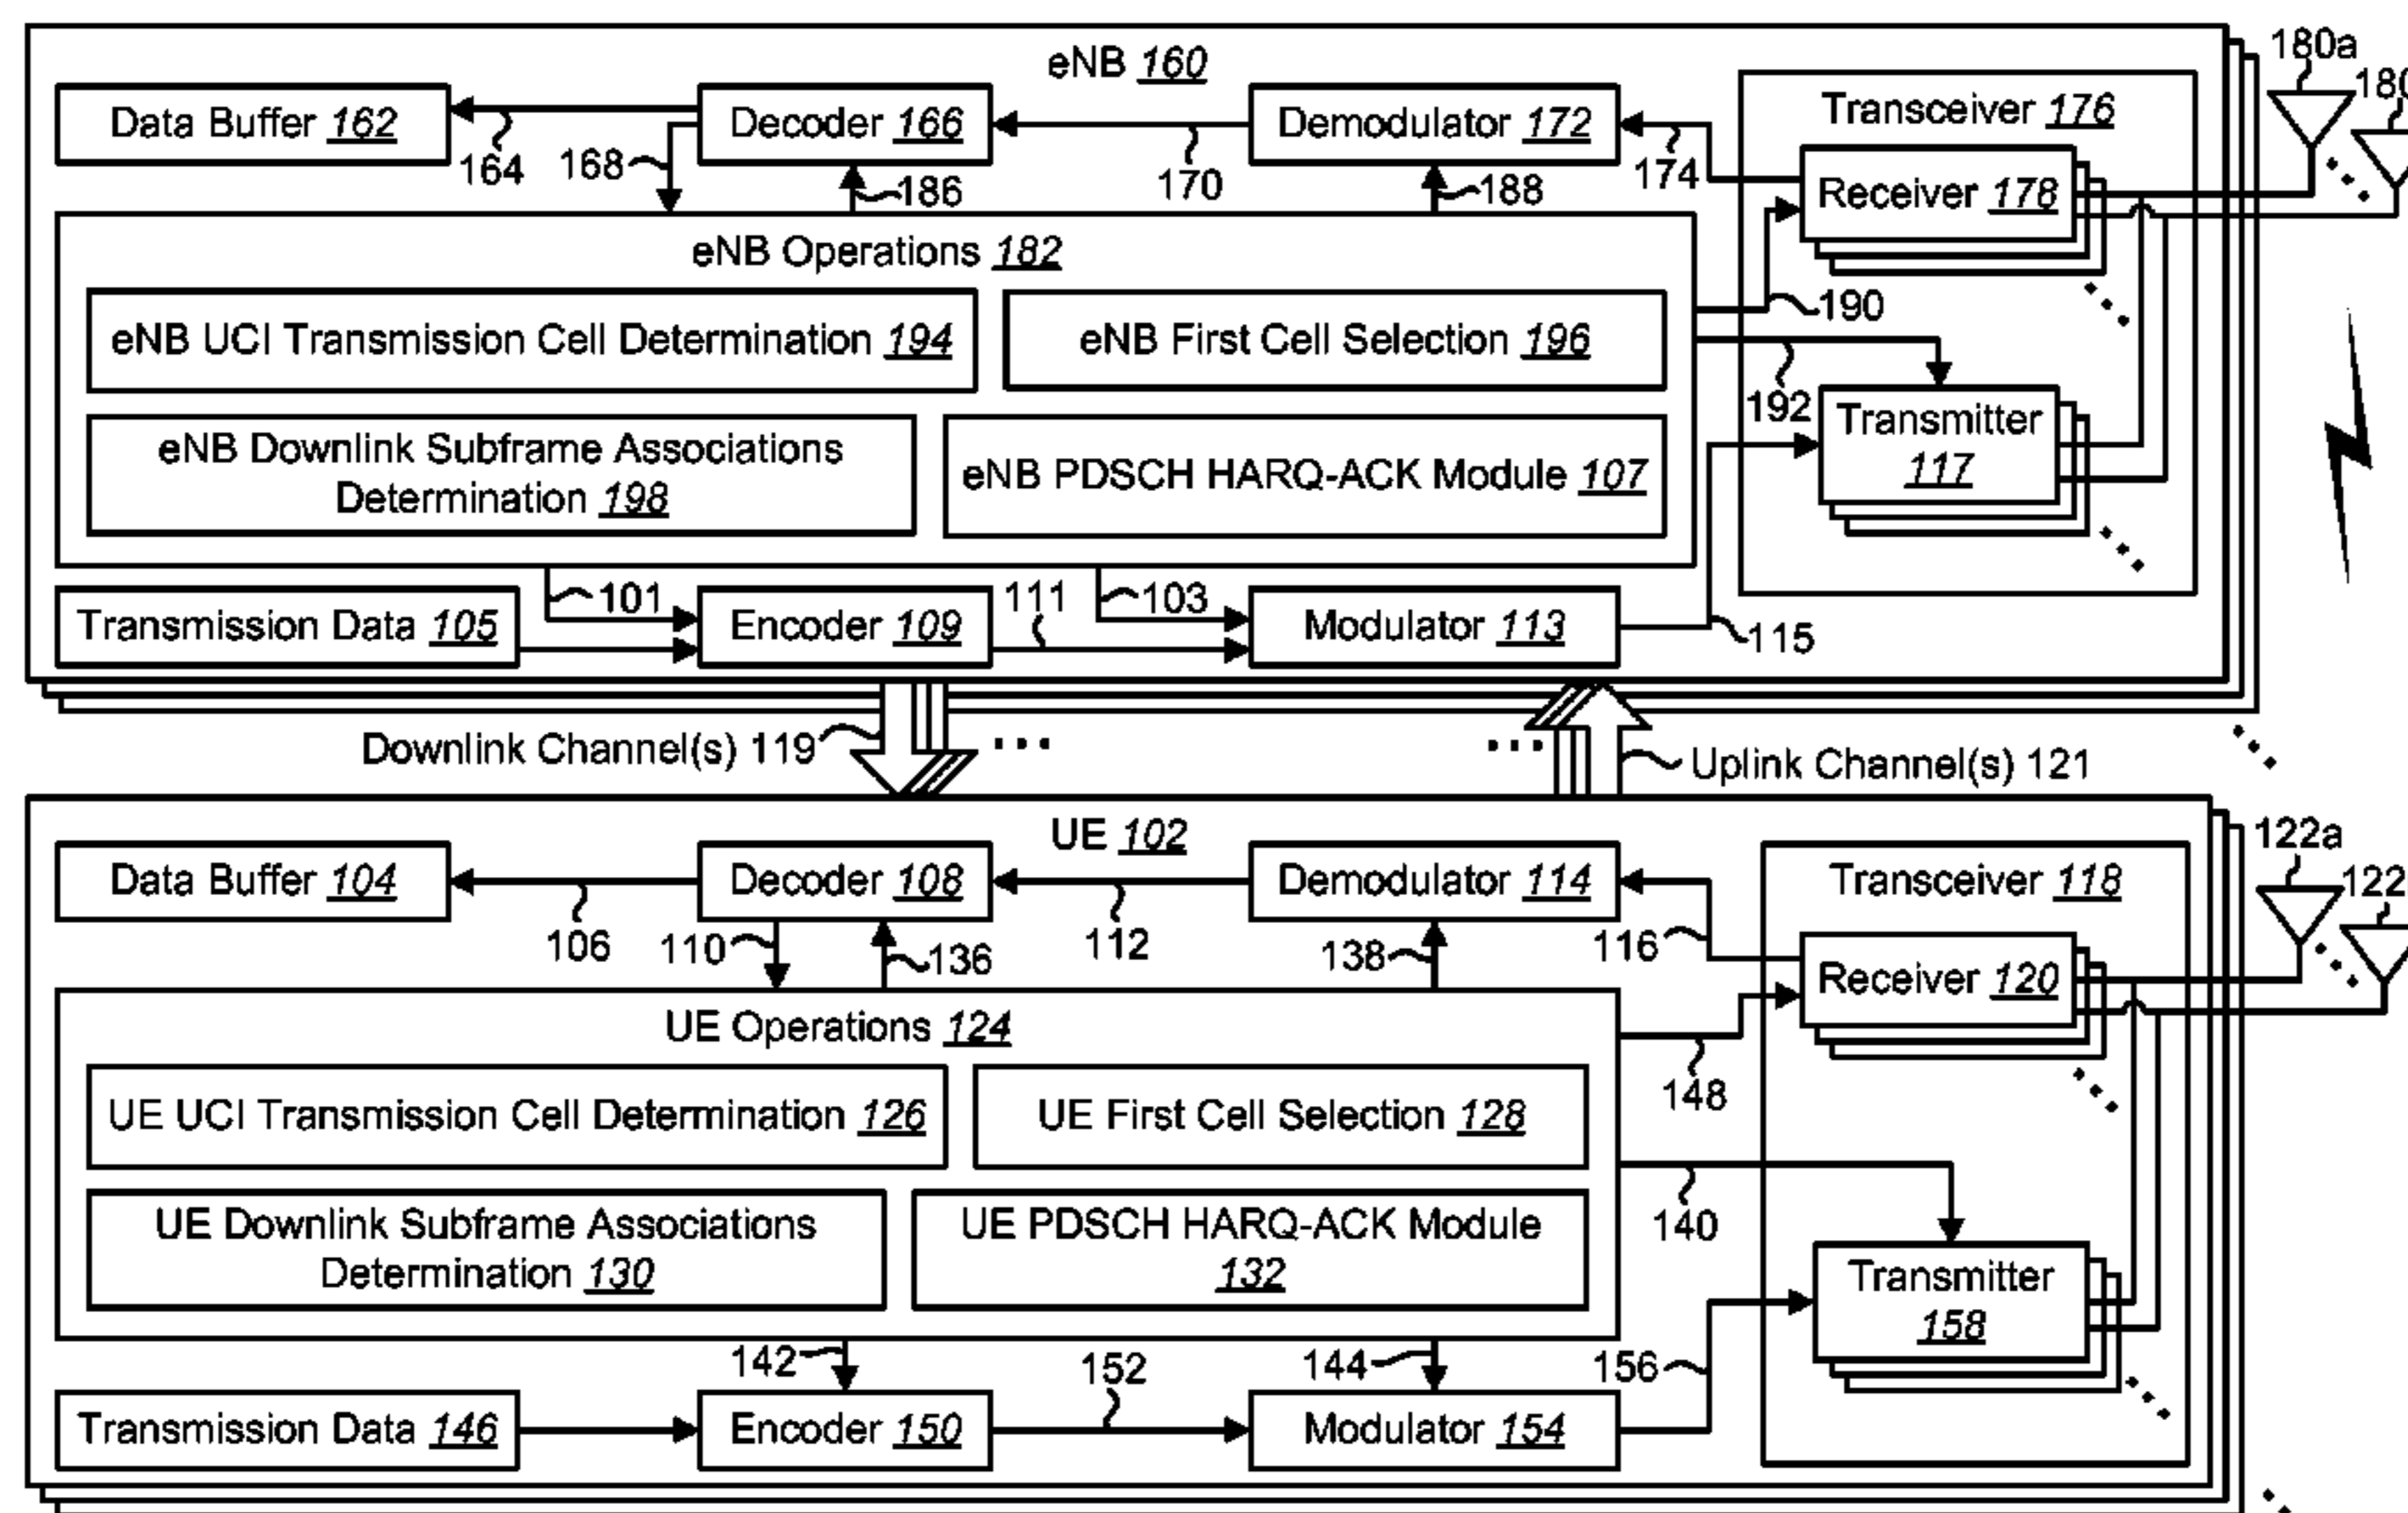 eNB 160
180a
180
Data Buffer 162
164
168
Decoder 166
186
170
Demodulator 172
188
174
Transceiver 176
Receiver 178
190
192
eNB Operations 182
eNB UCI Transmission Cell Determination 194
eNB First Cell Selection 196
eNB Downlink Subframe Associations
Determination 198
eNB PDSCH HARQ-ACK Module 107
Transmitter
117
Transmission Data 105
101
Encoder 109
111
103
Modulator 113
115
Downlink Channel(s) 119
Uplink Channel(s) 121
UE 102
122a
122
Data Buffer 104
106
Decoder 108
110
136
112
Demodulator 114
138
116
Transceiver 118
Receiver 120
148
140
UE Operations 124
UE UCI Transmission Cell Determination 126
UE First Cell Selection 128
UE Downlink Subframe Associations
Determination 130
UE PDSCH HARQ-ACK Module
132
Transmitter
158
142
152
144
156
Transmission Data 146
Encoder 150
Modulator 154